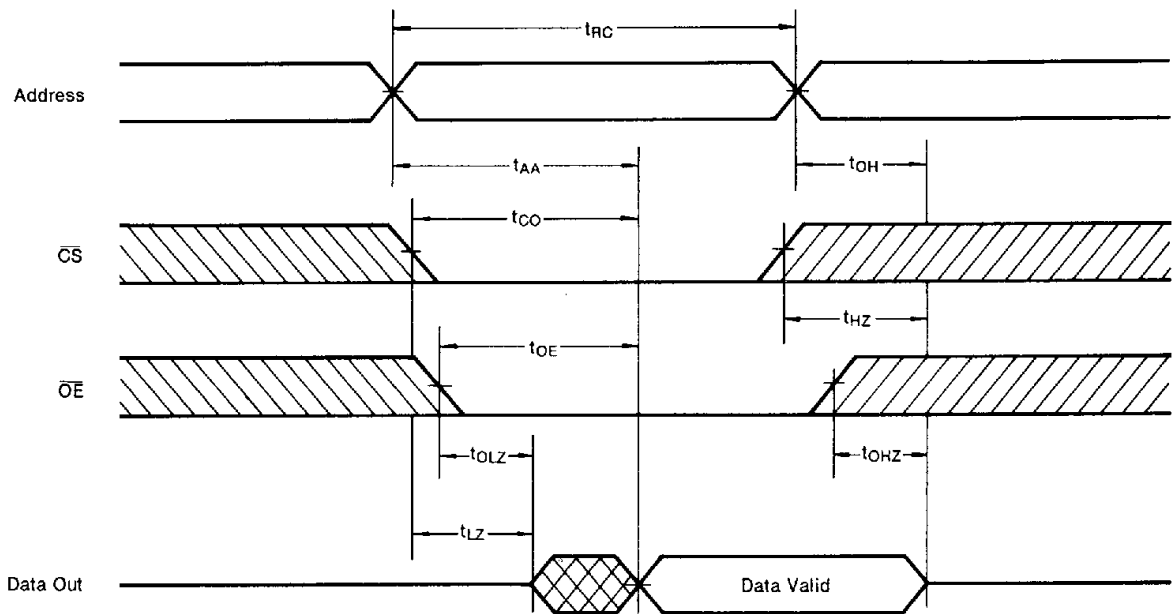 tRC
Address
tAA
tOH
tCO
CS
tHZ
tOE
OE
tOLZ
tOHZ
tLZ
Data Out
Data Valid